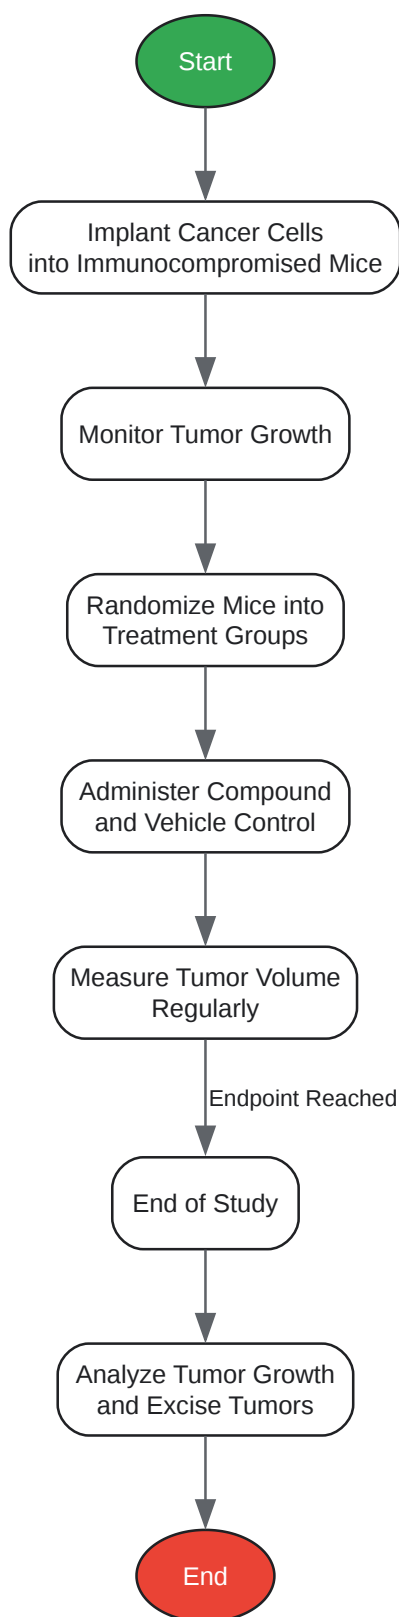 Start
Implant Cancer Cells
into Immunocompromised Mice
Monitor Tumor Growth
Randomize Mice into
Treatment Groups
Administer Compound
and Vehicle Control
Measure Tumor Volume
Regularly
Endpoint Reached
End of Study
Analyze Tumor Growth
and Excise Tumors
End